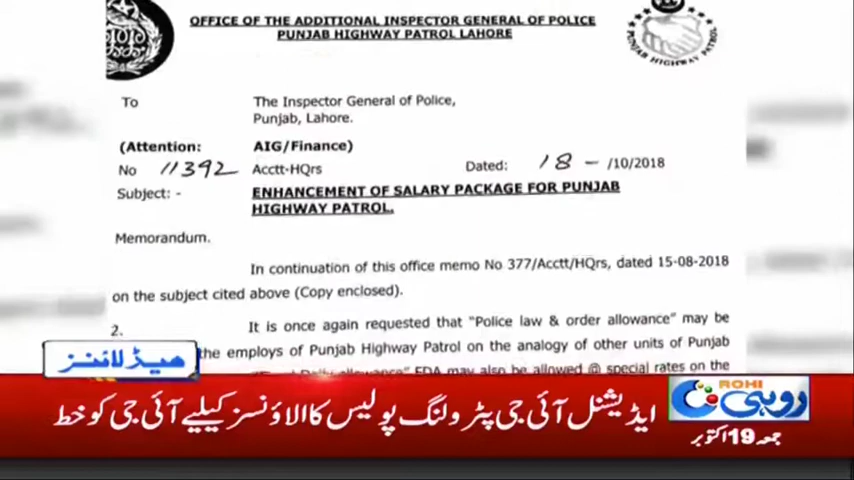 OFFICE OF THE ADDITIONAL INSPECTOR GENERAL OF POLICE
PUNJAB HIGHWAY PATROL LAHORE
PUNJAB HIGHWAY PATROL
To The Inspector General of Police,
Punjab, Lahore.
(Attention: AIG/Finance)
No 11392 Acctt-HQrs Dated: 18 - /10/2018
Subject: - ENHANCEMENT OF SALARY PACKAGE FOR PUNJAB
HIGHWAY PATROL.
Memorandum.
In continuation of this office memo No 377/Acctt/HQrs, dated 15-08-2018
on the subject cited above (Copy enclosed).
2. It is once again requested that "Police law & order allowance" may be
the employs of Punjab Highway Patrol on the analogy of other units of Punjab
allowance" FDA may also be allowed @ special rates on the
ہیڈلائنز
ایڈیشنل آئی جی پٹرولنگ پولیس کا الاؤنسز کیلیے آئی جی کو خط
ROHI
روہی
جمعہ 19 اکتوبر